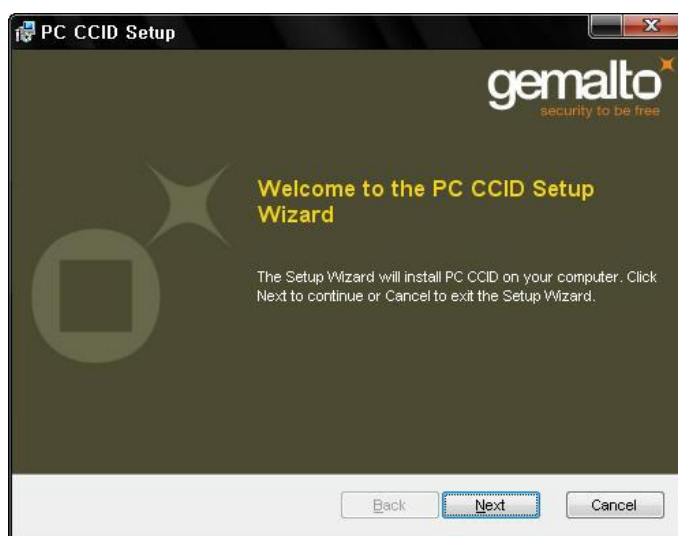 PC CCID Setup
gemalto
security to be free
Welcome to the PC CCID Setup
Wizard
The Setup Wizard will install PC CCID on your computer. Click
Next to continue or Cancel to exit the Setup Wizard.
Back Next Cancel